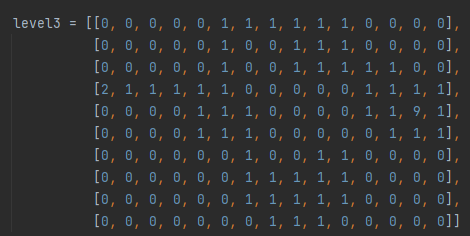 level3 = [[0, 0, 0, 0, 0, 1, 1, 1, 1, 1, 1, 0, 0, 0, 0],
[0, 0, 0, 0, 0, 1, 0, 0, 1, 1, 1, 0, 0, 0, 0],
[0, 0, 0, 0, 0, 1, 0, 0, 1, 1, 1, 1, 1, 0, 0],
[2, 1, 1, 1, 1, 1, 0, 0, 0, 0, 0, 1, 1, 1, 1],
[0, 0, 0, 0, 1, 1, 1, 0, 0, 0, 0, 1, 1, 9, 1],
[0, 0, 0, 0, 1, 1, 1, 0, 0, 0, 0, 0, 1, 1, 1],
[0, 0, 0, 0, 0, 0, 1, 0, 0, 1, 1, 0, 0, 0, 0],
[0, 0, 0, 0, 0, 0, 1, 1, 1, 1, 1, 0, 0, 0, 0],
[0, 0, 0, 0, 0, 0, 1, 1, 1, 1, 1, 0, 0, 0, 0],
[0, 0, 0, 0, 0, 0, 0, 1, 1, 1, 0, 0, 0, 0, 0]]